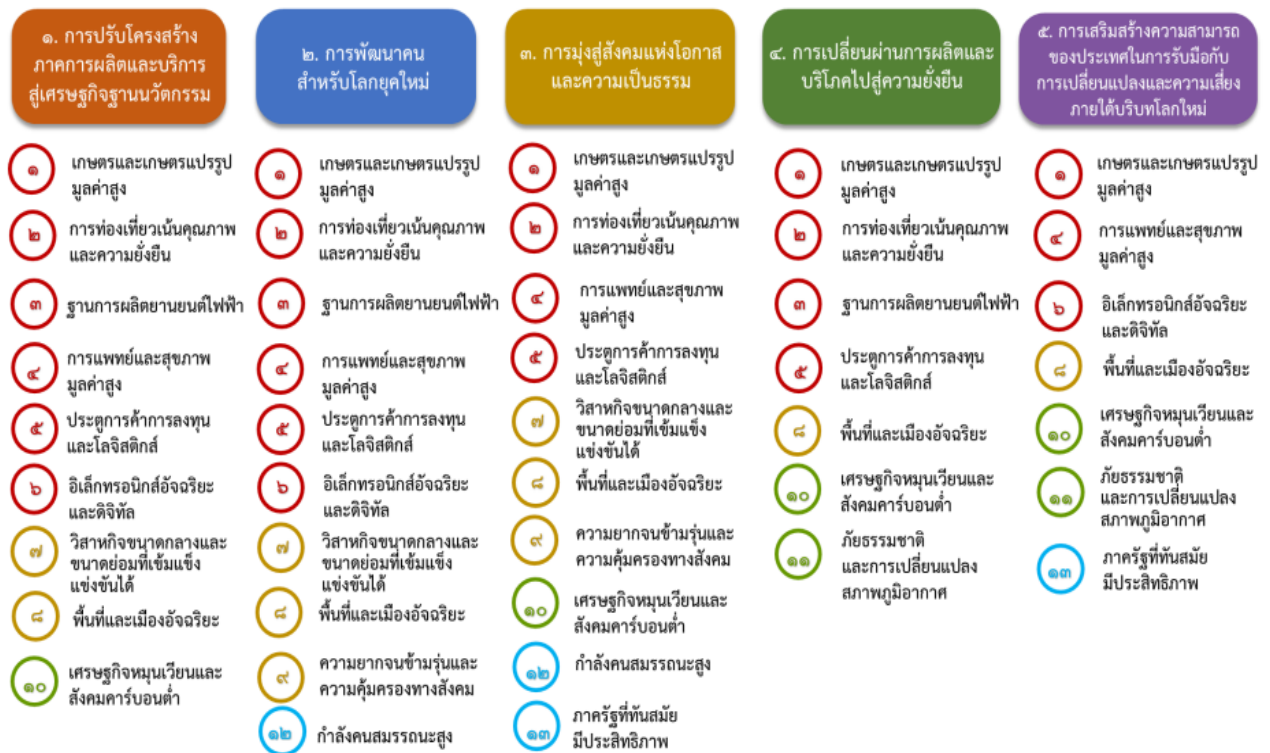 ๑. การปรับโครงสร้าง
ภาคการผลิตและบริการ
สู่เศรษฐกิจฐานนวัตกรรม
๑
เกษตรและเกษตรแปรรูป
มูลค่าสูง
๒
การท่องเที่ยวเน้นคุณภาพ
และความยั่งยืน
๓
ฐานการผลิตยานยนต์ไฟฟ้า
๔
การแพทย์และสุขภาพ
มูลค่าสูง
๕
ประตูการค้าการลงทุน
และโลจิสติกส์
๖
อิเล็กทรอนิกส์อัจฉริยะ
และดิจิทัล
๗
วิสาหกิจขนาดกลางและ
ขนาดย่อมที่เข้มแข็ง
แข่งขันได้
๘
พื้นที่และเมืองอัจฉริยะ
๑๐
เศรษฐกิจหมุนเวียนและ
สังคมคาร์บอนต่ำ
๒. การพัฒนาคน
สำหรับโลกยุคใหม่
๑
เกษตรและเกษตรแปรรูป
มูลค่าสูง
๒
การท่องเที่ยวเน้นคุณภาพ
และความยั่งยืน
๓
ฐานการผลิตยานยนต์ไฟฟ้า
๔
การแพทย์และสุขภาพ
มูลค่าสูง
๕
ประตูการค้าการลงทุน
และโลจิสติกส์
๖
อิเล็กทรอนิกส์อัจฉริยะ
และดิจิทัล
๗
วิสาหกิจขนาดกลางและ
ขนาดย่อมที่เข้มแข็ง
แข่งขันได้
๘
พื้นที่และเมืองอัจฉริยะ
๙
ความยากจนข้ามรุ่นและ
ความคุ้มครองทางสังคม
๑๒
กำลังคนสมรรถนะสูง
๓. การมุ่งสู่สังคมแห่งโอกาส
และความเป็นธรรม
๑
เกษตรและเกษตรแปรรูป
มูลค่าสูง
๒
การท่องเที่ยวเน้นคุณภาพ
และความยั่งยืน
๔
การแพทย์และสุขภาพ
มูลค่าสูง
๕
ประตูการค้าการลงทุน
และโลจิสติกส์
๗
วิสาหกิจขนาดกลางและ
ขนาดย่อมที่เข้มแข็ง
แข่งขันได้
๘
พื้นที่และเมืองอัจฉริยะ
๙
ความยากจนข้ามรุ่นและ
ความคุ้มครองทางสังคม
๑๐
เศรษฐกิจหมุนเวียนและ
สังคมคาร์บอนต่ำ
๑๒
กำลังคนสมรรถนะสูง
๑๓
ภาครัฐที่ทันสมัย
มีประสิทธิภาพ
๔. การเปลี่ยนผ่านการผลิตและ
บริโภคไปสู่ความยั่งยืน
๑
เกษตรและเกษตรแปรรูป
มูลค่าสูง
๒
การท่องเที่ยวเน้นคุณภาพ
และความยั่งยืน
๓
ฐานการผลิตยานยนต์ไฟฟ้า
๕
ประตูการค้าการลงทุน
และโลจิสติกส์
๘
พื้นที่และเมืองอัจฉริยะ
๑๐
เศรษฐกิจหมุนเวียนและ
สังคมคาร์บอนต่ำ
๑๑
ภัยธรรมชาติ
และการเปลี่ยนแปลง
สภาพภูมิอากาศ
๕. การเสริมสร้างความสามารถ
ของประเทศในการรับมือกับ
การเปลี่ยนแปลงและความเสี่ยง
ภายใต้บริบทโลกใหม่
๑
เกษตรและเกษตรแปรรูป
มูลค่าสูง
๔
การแพทย์และสุขภาพ
มูลค่าสูง
๖
อิเล็กทรอนิกส์อัจฉริยะ
และดิจิทัล
๘
พื้นที่และเมืองอัจฉริยะ
๑๐
เศรษฐกิจหมุนเวียนและ
สังคมคาร์บอนต่ำ
๑๑
ภัยธรรมชาติ
และการเปลี่ยนแปลง
สภาพภูมิอากาศ
๑๓
ภาครัฐที่ทันสมัย
มีประสิทธิภาพ